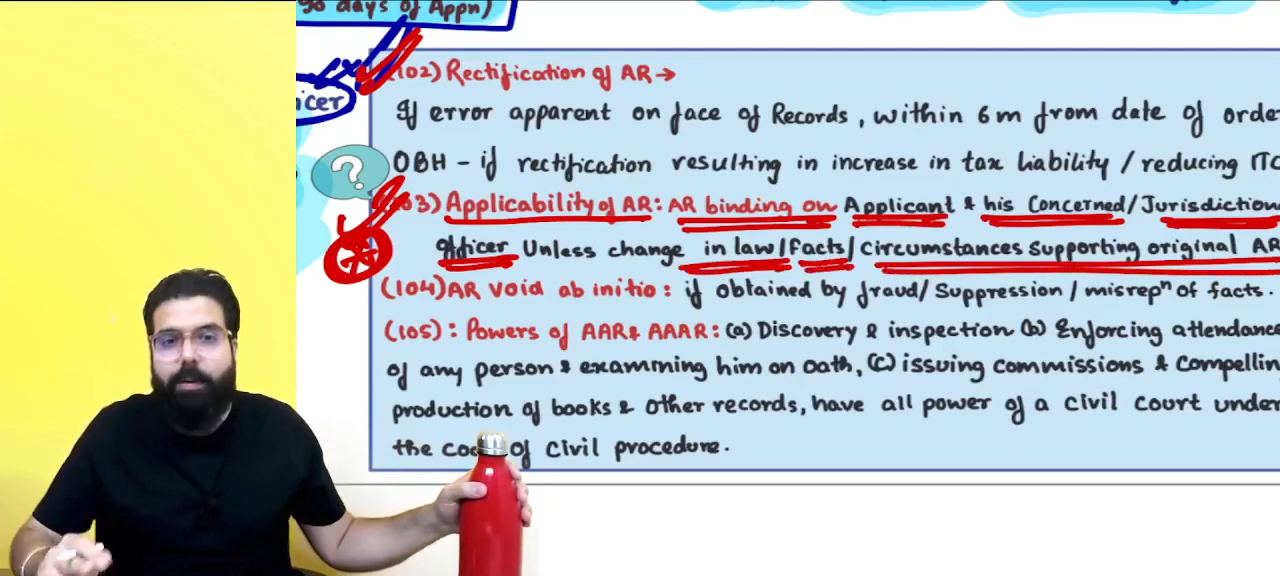 days of Appn)
icer
(102) Rectification of AR →
If error apparent on face of Records, within 6m from date of orde
?
OBH - if rectification resulting in increase in tax liability / reducing ITC
3) Applicability of AR: AR binding on Applicant & his Concerned/Jurisdiction
officer Unless change in law/facts/Circumstances supporting original AR
(104) AR void ab initio: if obtained by fraud/ Suppression / misrepⁿ of facts.
(105): Powers of AAR & AAAR: (a) Discovery & inspection (b) Enforcing attendance
of any person & examining him on oath, (c) issuing commissions & Compellin
production of books & other records, have all power of a civil court under
the co of Civil procedure.